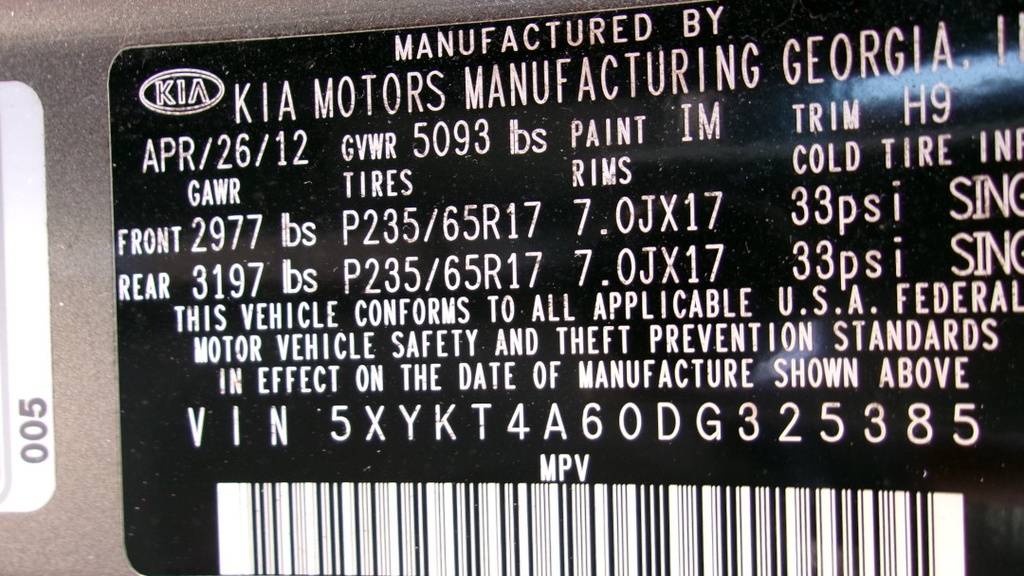 MANUFACTURED BY
KIA KIA MOTORS MANUFACTURING GEORGIA, I
APR/26/12 GVWR 5093 lbs PAINT IM TRIM H9
GAWR TIRES RIMS COLD TIRE INF
FRONT 2977 lbs P235/65R17 7.0JX17 33psi SING
REAR 3197 lbs P235/65R17 7.0JX17 33psi SING
THIS VEHICLE CONFORMS TO ALL APPLICABLE U.S.A. FEDERAL
MOTOR VEHICLE SAFETY AND THEFT PREVENTION STANDARDS
IN EFFECT ON THE DATE OF MANUFACTURE SHOWN ABOVE
VIN 5XYKT4A60DG325385
MPV
005